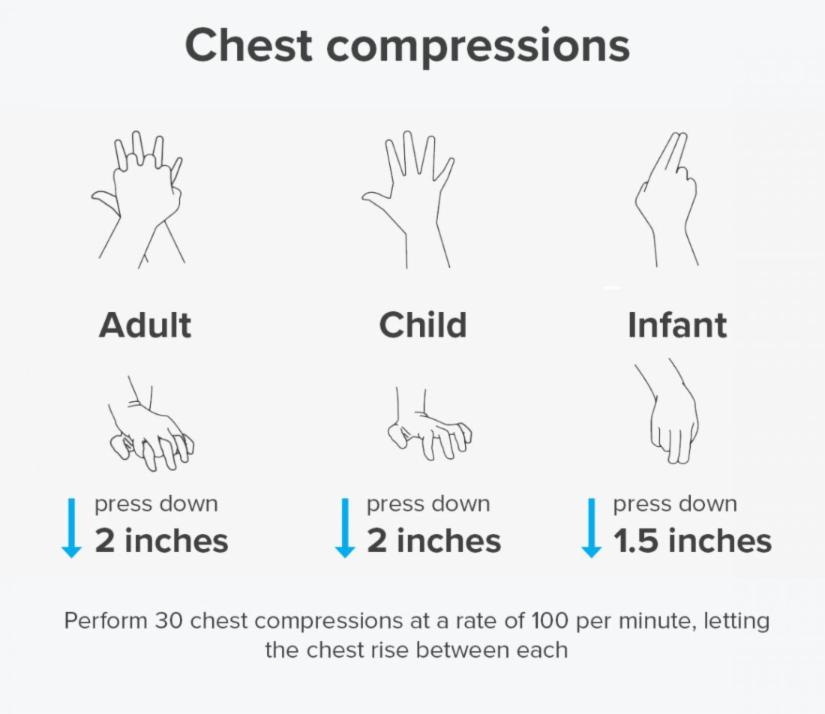 Chest compressions
Adult
Child
Infant
press down
2 inches
press down
2 inches
press down
1.5 inches
Perform 30 chest compressions at a rate of 100 per minute, letting
the chest rise between each